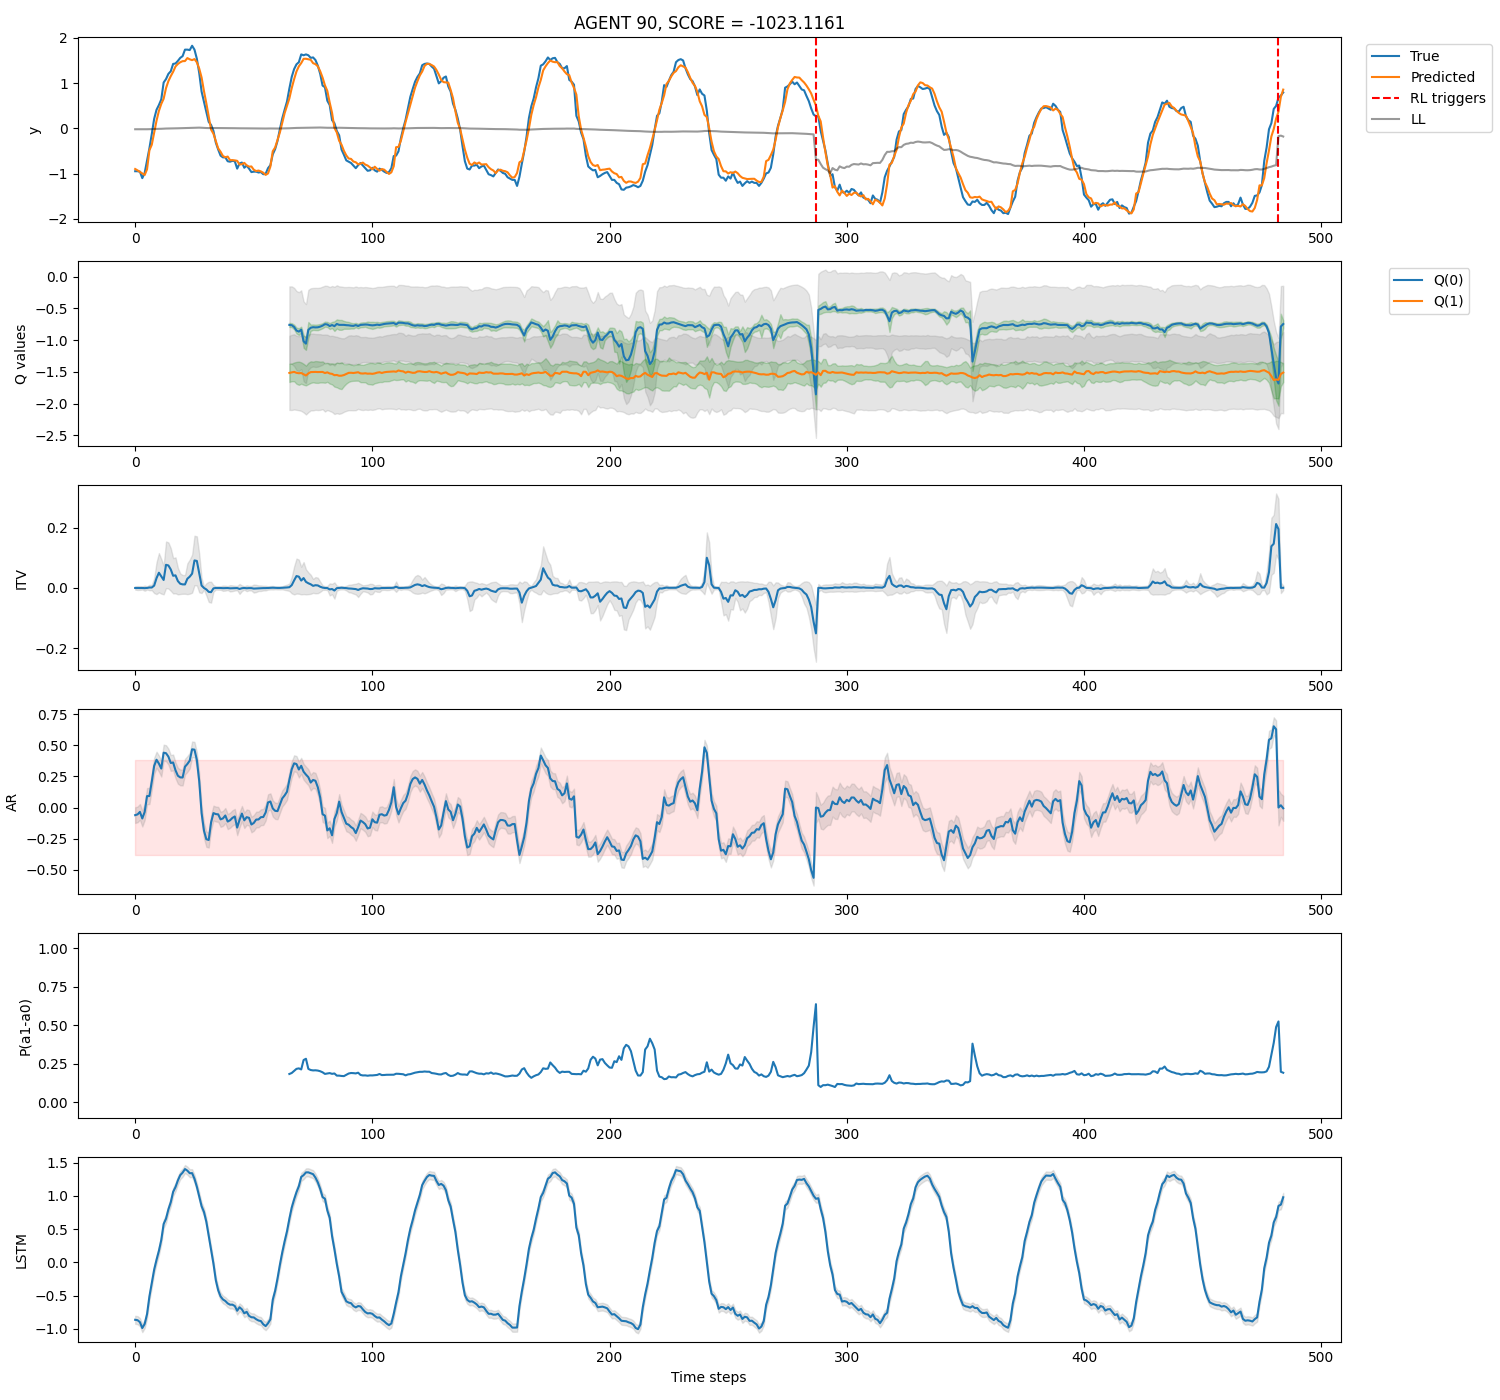 AGENT 90, SCORE = -1023.1161
2
1
0
−1
−2
y
0 100 200 300 400 500
True
Predicted
RL triggers
LL
0.0
−0.5
−1.0
−1.5
−2.0
−2.5
Q values
0 100 200 300 400 500
Q(0)
Q(1)
0.2
0.0
−0.2
ITV
0 100 200 300 400 500
0.75
0.50
0.25
0.00
−0.25
−0.50
AR
0 100 200 300 400 500
1.00
0.75
0.50
0.25
0.00
P(a1-a0)
0 100 200 300 400 500
1.5
1.0
0.5
0.0
−0.5
−1.0
LSTM
0 100 200 300 400 500
Time steps